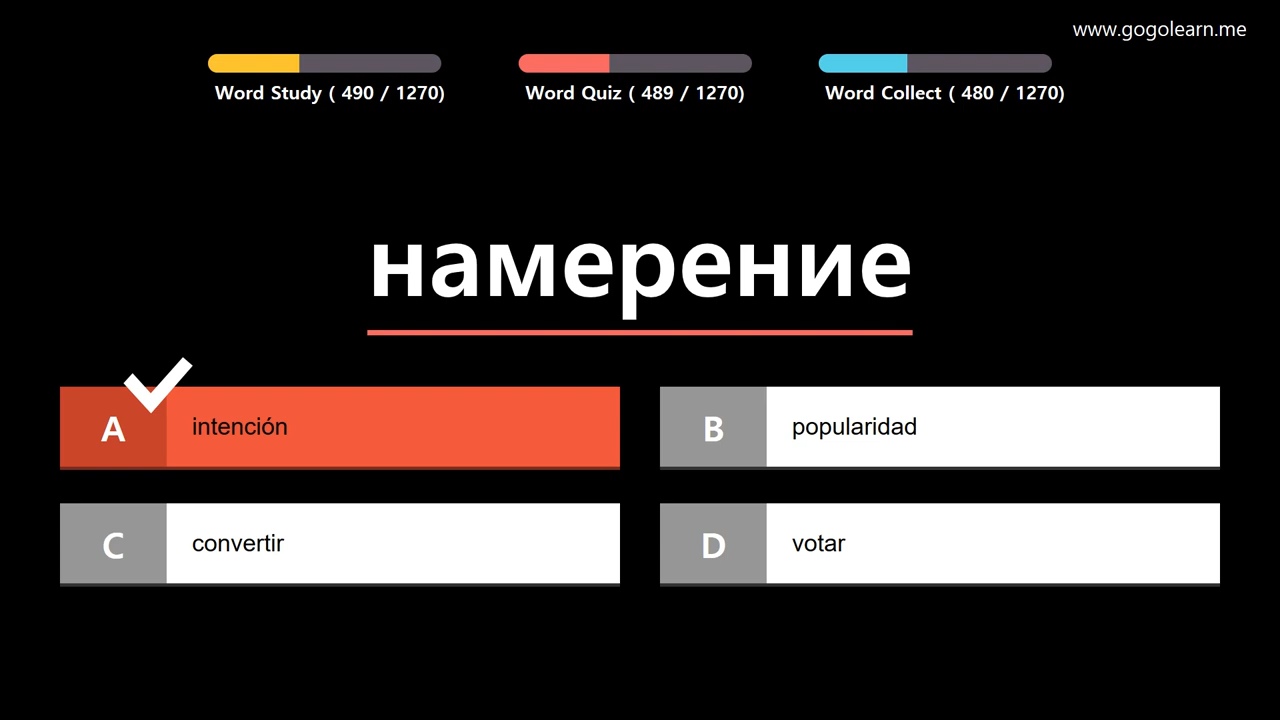 www.gogolearn.me
Word Study ( 490 / 1270)
Word Quiz ( 489 / 1270)
Word Collect ( 480 / 1270)
намерение
A intención
B popularidad
C convertir
D votar